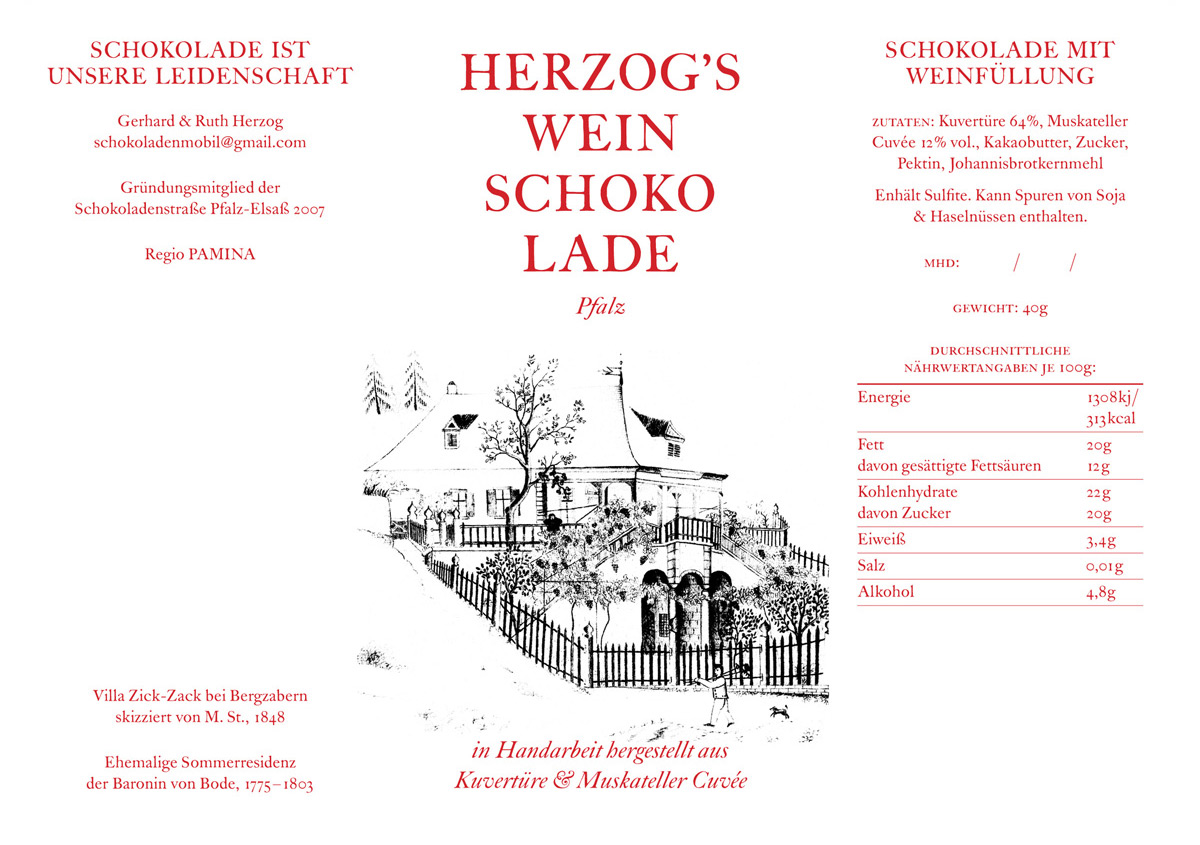 SCHOKOLADE IST
UNSERE LEIDENSCHAFT
Gerhard & Ruth Herzog
schokoladenmobil@gmail.com
Gründungsmitglied der
Schokoladenstraße Pfalz-Elsaß 2007
Regio PAMINA
Villa Zick-Zack bei Bergzabern
skizziert von M. St., 1848
Ehemalige Sommerresidenz
der Baronin von Bode, 1775–1803
HERZOG’S
WEIN
SCHOKO
LADE
Pfalz
in Handarbeit hergestellt aus
Kuvertüre & Muskateller Cuvée
SCHOKOLADE MIT
WEINFÜLLUNG
ZUTATEN: Kuvertüre 64%, Muskateller
Cuvée 12% vol., Kakaobutter, Zucker,
Pektin, Johannisbrotkernmehl
Enhält Sulfite. Kann Spuren von Soja
& Haselnüssen enthalten.
MHD: / /
GEWICHT: 40g
DURCHSCHNITTLICHE
NÄHRWERTANGABEN JE 100g:
Energie 1308kj/
313kcal
Fett 20g
davon gesättigte Fettsäuren 12g
Kohlenhydrate 22g
davon Zucker 20g
Eiweiß 3,4g
Salz 0,01g
Alkohol 4,8g